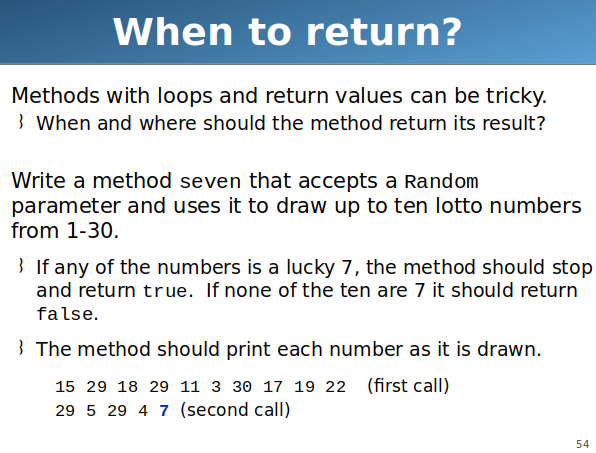 When to return?
Methods with loops and return values can be tricky.
When and where should the method return its result?
Write a method seven that accepts a Random
parameter and uses it to draw up to ten lotto numbers
from 1-30.
If any of the numbers is a lucky 7, the method should stop
and return true. If none of the ten are 7 it should return
false.
The method should print each number as it is drawn.
15 29 18 29 11 3 30 17 19 22 (first call)
29 5 29 4 7 (second call)
54